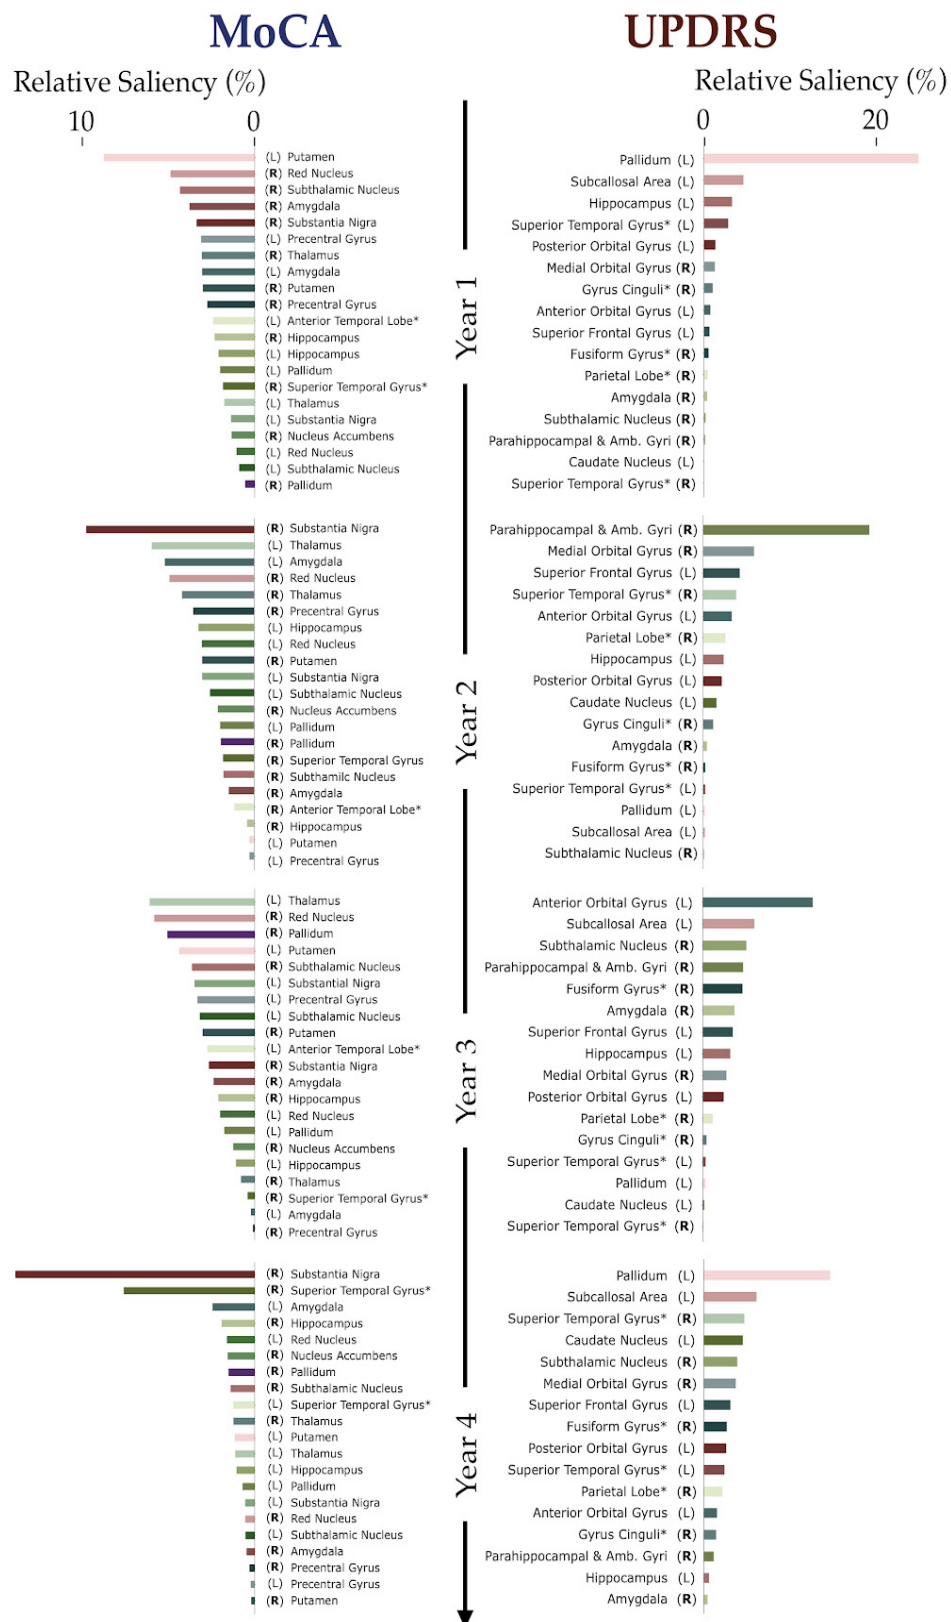 MoCA
UPDRS
Relative Saliency (%)
Relative Saliency (%)
10 0
0 20
Year 1
(L) Putamen
(R) Red Nucleus
(R) Subthalamic Nucleus
(R) Amygdala
(R) Substantia Nigra
(L) Precentral Gyrus
(R) Thalamus
(L) Amygdala
(R) Putamen
(R) Precentral Gyrus
(L) Anterior Temporal Lobe*
(R) Hippocampus
(L) Hippocampus
(L) Pallidum
(R) Superior Temporal Gyrus*
(L) Thalamus
(L) Substantia Nigra
(R) Nucleus Accumbens
(L) Red Nucleus
(L) Subthalamic Nucleus
(R) Pallidum
Pallidum (L)
Subcallosal Area (L)
Hippocampus (L)
Superior Temporal Gyrus* (L)
Posterior Orbital Gyrus (L)
Medial Orbital Gyrus (R)
Gyrus Cinguli* (R)
Anterior Orbital Gyrus (L)
Superior Frontal Gyrus (L)
Fusiform Gyrus* (R)
Parietal Lobe* (R)
Amygdala (R)
Subthalamic Nucleus (R)
Parahippocampal & Amb. Gyri (R)
Caudate Nucleus (L)
Superior Temporal Gyrus* (R)
Year 2
(R) Substantia Nigra
(L) Thalamus
(L) Amygdala
(R) Red Nucleus
(R) Thalamus
(R) Precentral Gyrus
(L) Hippocampus
(L) Red Nucleus
(R) Putamen
(L) Substantia Nigra
(L) Subthalamic Nucleus
(R) Nucleus Accumbens
(L) Pallidum
(R) Pallidum
(R) Superior Temporal Gyrus
(R) Subthamilc Nucleus
(R) Amygdala
(R) Anterior Temporal Lobe*
(R) Hippocampus
(L) Putamen
(L) Precentral Gyrus
Parahippocampal & Amb. Gyri (R)
Medial Orbital Gyrus (R)
Superior Frontal Gyrus (L)
Superior Temporal Gyrus* (R)
Anterior Orbital Gyrus (L)
Parietal Lobe* (R)
Hippocampus (L)
Posterior Orbital Gyrus (L)
Caudate Nucleus (L)
Gyrus Cinguli* (R)
Amygdala (R)
Fusiform Gyrus* (R)
Superior Temporal Gyrus* (L)
Pallidum (L)
Subcallosal Area (L)
Subthalamic Nucleus (R)
Year 3
(L) Thalamus
(R) Red Nucleus
(R) Pallidum
(L) Putamen
(R) Subthalamic Nucleus
(L) Substantial Nigra
(L) Precentral Gyrus
(L) Subthalamic Nucleus
(R) Putamen
(L) Anterior Temporal Lobe*
(R) Substantia Nigra
(R) Amygdala
(R) Hippocampus
(L) Red Nucleus
(L) Pallidum
(R) Nucleus Accumbens
(L) Hippocampus
(R) Thalamus
(R) Superior Temporal Gyrus*
(L) Amygdala
(R) Precentral Gyrus
Anterior Orbital Gyrus (L)
Subcallosal Area (L)
Subthalamic Nucleus (R)
Parahippocampal & Amb. Gyri (R)
Fusiform Gyrus* (R)
Amygdala (R)
Superior Frontal Gyrus (L)
Hippocampus (L)
Medial Orbital Gyrus (R)
Posterior Orbital Gyrus (L)
Parietal Lobe* (R)
Gyrus Cinguli* (R)
Superior Temporal Gyrus* (L)
Pallidum (L)
Caudate Nucleus (L)
Superior Temporal Gyrus* (R)
Year 4
(R) Substantia Nigra
(R) Superior Temporal Gyrus*
(L) Amygdala
(R) Hippocampus
(L) Red Nucleus
(R) Nucleus Accumbens
(R) Pallidum
(R) Subthalamic Nucleus
(L) Superior Temporal Gyrus*
(R) Thalamus
(L) Putamen
(L) Thalamus
(L) Hippocampus
(L) Pallidum
(L) Substantia Nigra
(R) Red Nucleus
(L) Subthalamic Nucleus
(R) Amygdala
(R) Precentral Gyrus
(L) Precentral Gyrus
(R) Putamen
Pallidum (L)
Subcallosal Area (L)
Superior Temporal Gyrus* (R)
Caudate Nucleus (L)
Subthalamic Nucleus (R)
Medial Orbital Gyrus (R)
Superior Frontal Gyrus (L)
Fusiform Gyrus* (R)
Posterior Orbital Gyrus (L)
Superior Temporal Gyrus* (L)
Parietal Lobe* (R)
Anterior Orbital Gyrus (L)
Gyrus Cinguli* (R)
Parahippocampal & Amb. Gyri (R)
Hippocampus (L)
Amygdala (R)